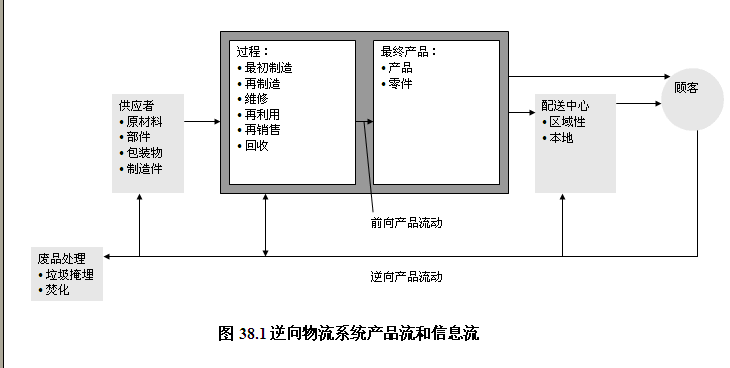 过程：
• 最初制造
• 再制造
• 维修
• 再利用
• 再销售
• 回收
最终产品：
• 产品
• 零件
顾客
供应者
• 原材料
• 部件
• 包装物
• 制造件
配送中心
• 区域性
• 本地
前向产品流动
废品处理
• 垃圾掩埋
• 焚化
逆向产品流动
图 38.1 逆向物流系统产品流和信息流